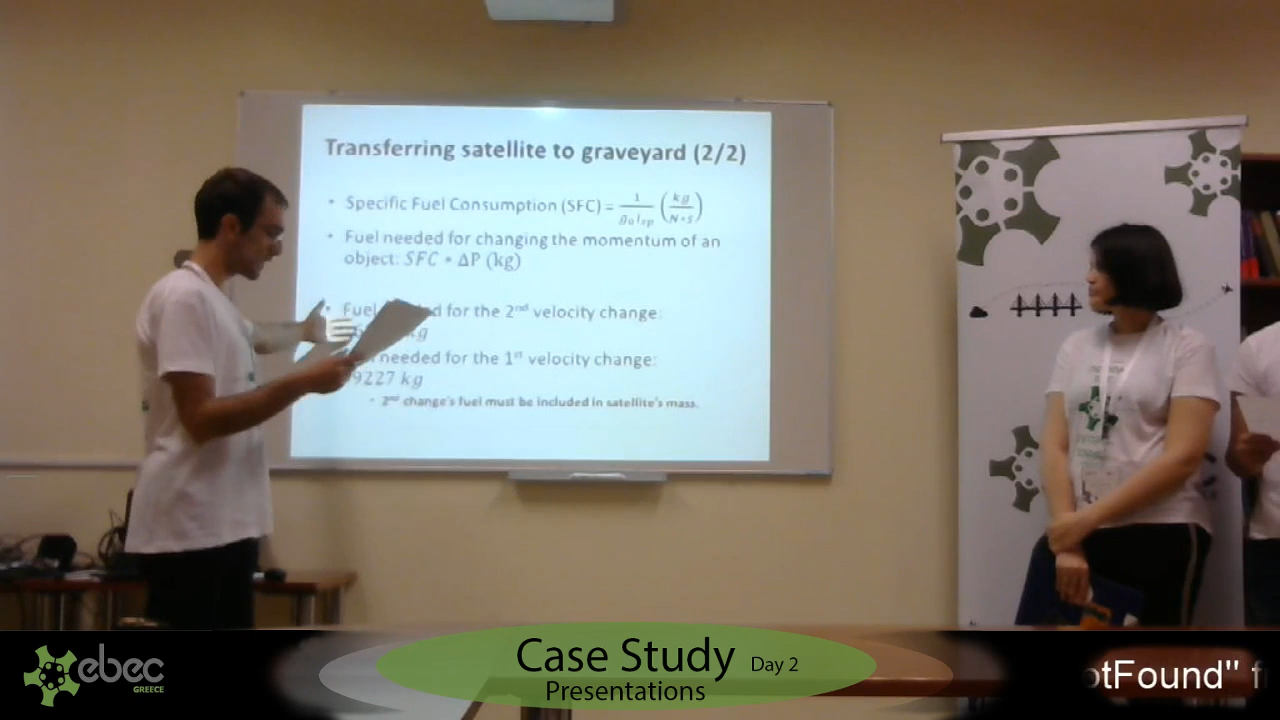 Transferring satellite to graveyard (2/2)
• Specific Fuel Consumption (SFC) = 1 / g₀Iₛₚ (kg / N*s)
• Fuel needed for changing the momentum of an
object: SFC * ΔP (kg)
• Fuel for the 2nd velocity change:
kg
needed for the 1st velocity change:
9227 kg
• 2nd change's fuel must be included in satellite's mass.
ebec
GREECE
Case Study Day 2
Presentations
otFound" f